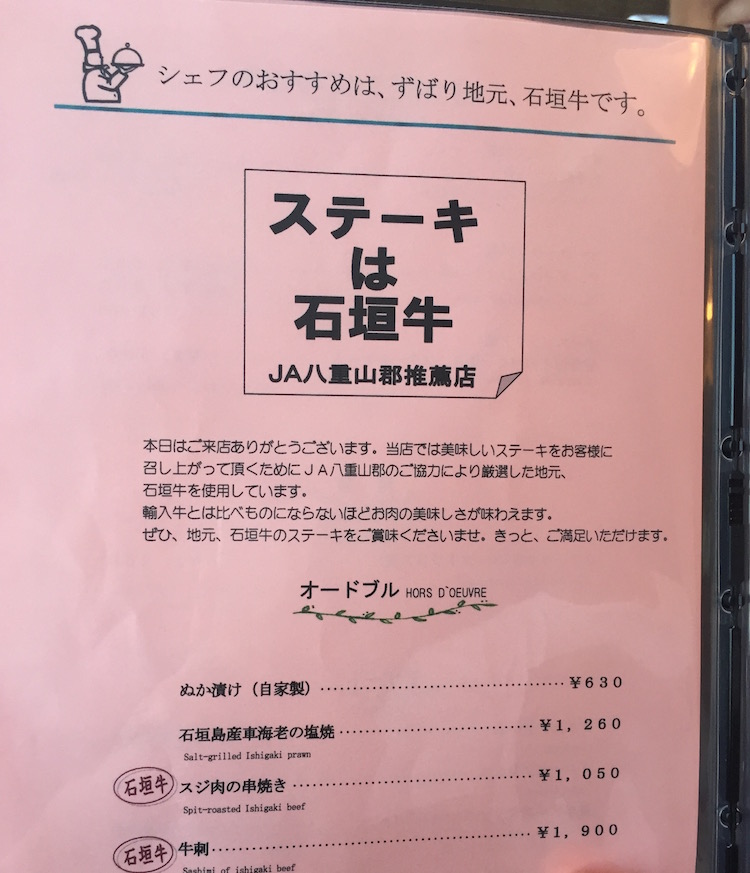 シェフのおすすめは、ずばり地元、石垣牛です。
ステーキ
は
石垣牛
JA八重山郡推薦店
本日はご来店ありがとうございます。当店では美味しいステーキをお客様に
召し上がって頂くためにJA八重山郡のご協力により厳選した地元、
石垣牛を使用しています。
輸入牛とは比べものにならないほどお肉の美味しさが味わえます。
ぜひ、地元、石垣牛のステーキをご賞味くださいませ。きっと、ご満足いただけます。
オードブル HORS D`OEUVRE
ぬか漬け（自家製）……………………………¥630
石垣島産車海老の塩焼………………………¥1,260
Salt-grilled Ishigaki prawn
石垣牛 スジ肉の串焼き……………………………¥1,050
Spit-roasted Ishigaki beef
石垣牛 牛刺…………………………………………¥1,900
Sashimi of ishigaki beef